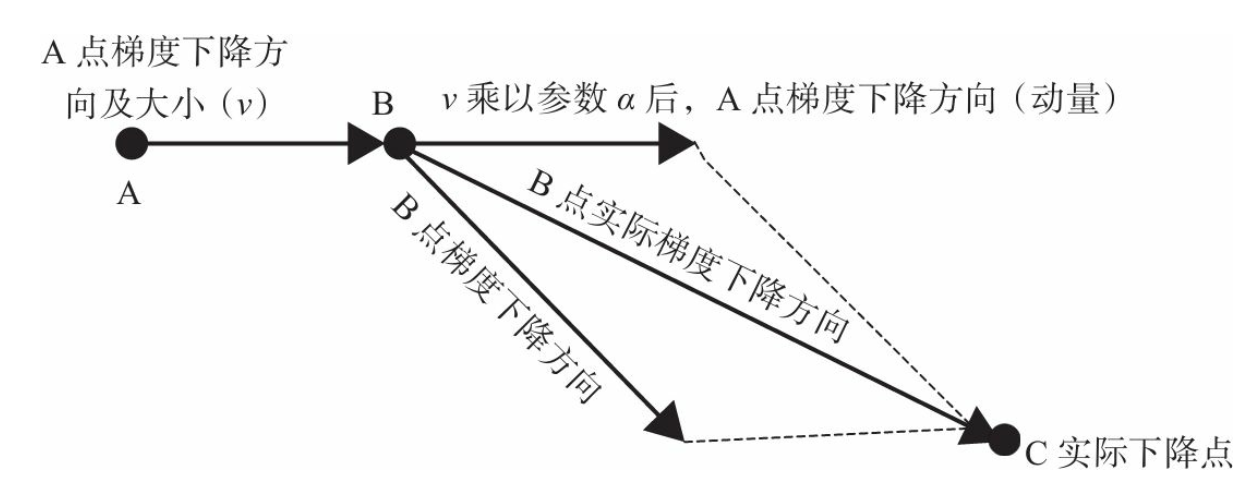 A 点梯度下降方
向及大小（v）
B
v 乘以参数 α 后，A 点梯度下降方向（动量）
A
B 点实际梯度下降方向
B 点梯度下降方向
C 实际下降点